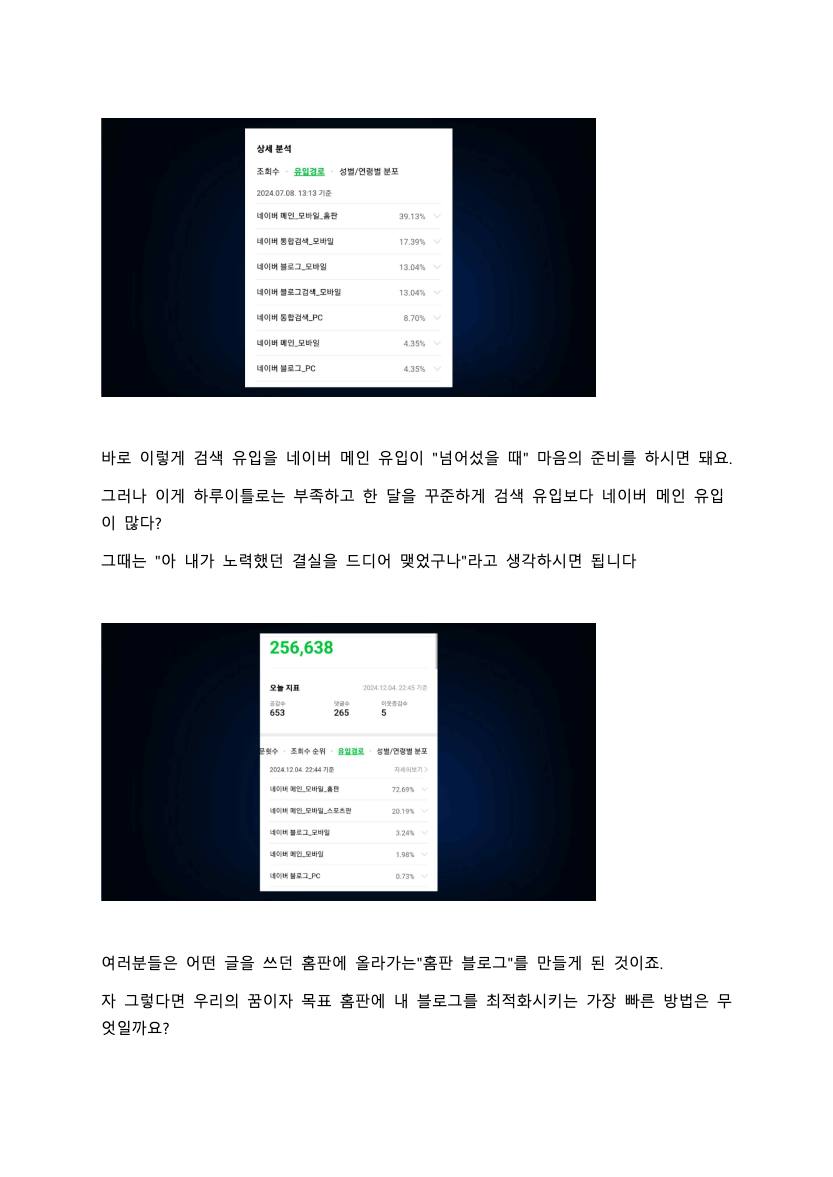 상세 분석
조회수 · 유입경로 · 성별/연령별 분포
2024.07.08. 13:13 기준
네이버 메인_모바일_홈판 39.13%
네이버 통합검색_모바일 17.39%
네이버 블로그_모바일 13.04%
네이버 블로그검색_모바일 13.04%
네이버 통합검색_PC 8.70%
네이버 메인_모바일 4.35%
네이버 블로그_PC 4.35%
바로 이렇게 검색 유입을 네이버 메인 유입이 "넘어섰을 때" 마음의 준비를 하시면 돼요.
그러나 이게 하루이틀로는 부족하고 한 달을 꾸준하게 검색 유입보다 네이버 메인 유입
이 많다?
그때는 "아 내가 노력했던 결실을 드디어 맺었구나"라고 생각하시면 됩니다
256,638
오늘 지표 2024.12.04. 22:45 기준
공감수 댓글수 이웃증감수
653 265 5
문횟수 · 조회수 순위 · 유입경로 · 성별/연령별 분포
2024.12.04. 22:44 기준 자세히보기 >
네이버 메인_모바일_홈판 72.69%
네이버 메인_모바일_스포츠판 20.19%
네이버 블로그_모바일 3.24%
네이버 메인_모바일 1.98%
네이버 블로그_PC 0.73%
여러분들은 어떤 글을 쓰던 홈판에 올라가는"홈판 블로그"를 만들게 된 것이죠.
자 그렇다면 우리의 꿈이자 목표 홈판에 내 블로그를 최적화시키는 가장 빠른 방법은 무
엇일까요?